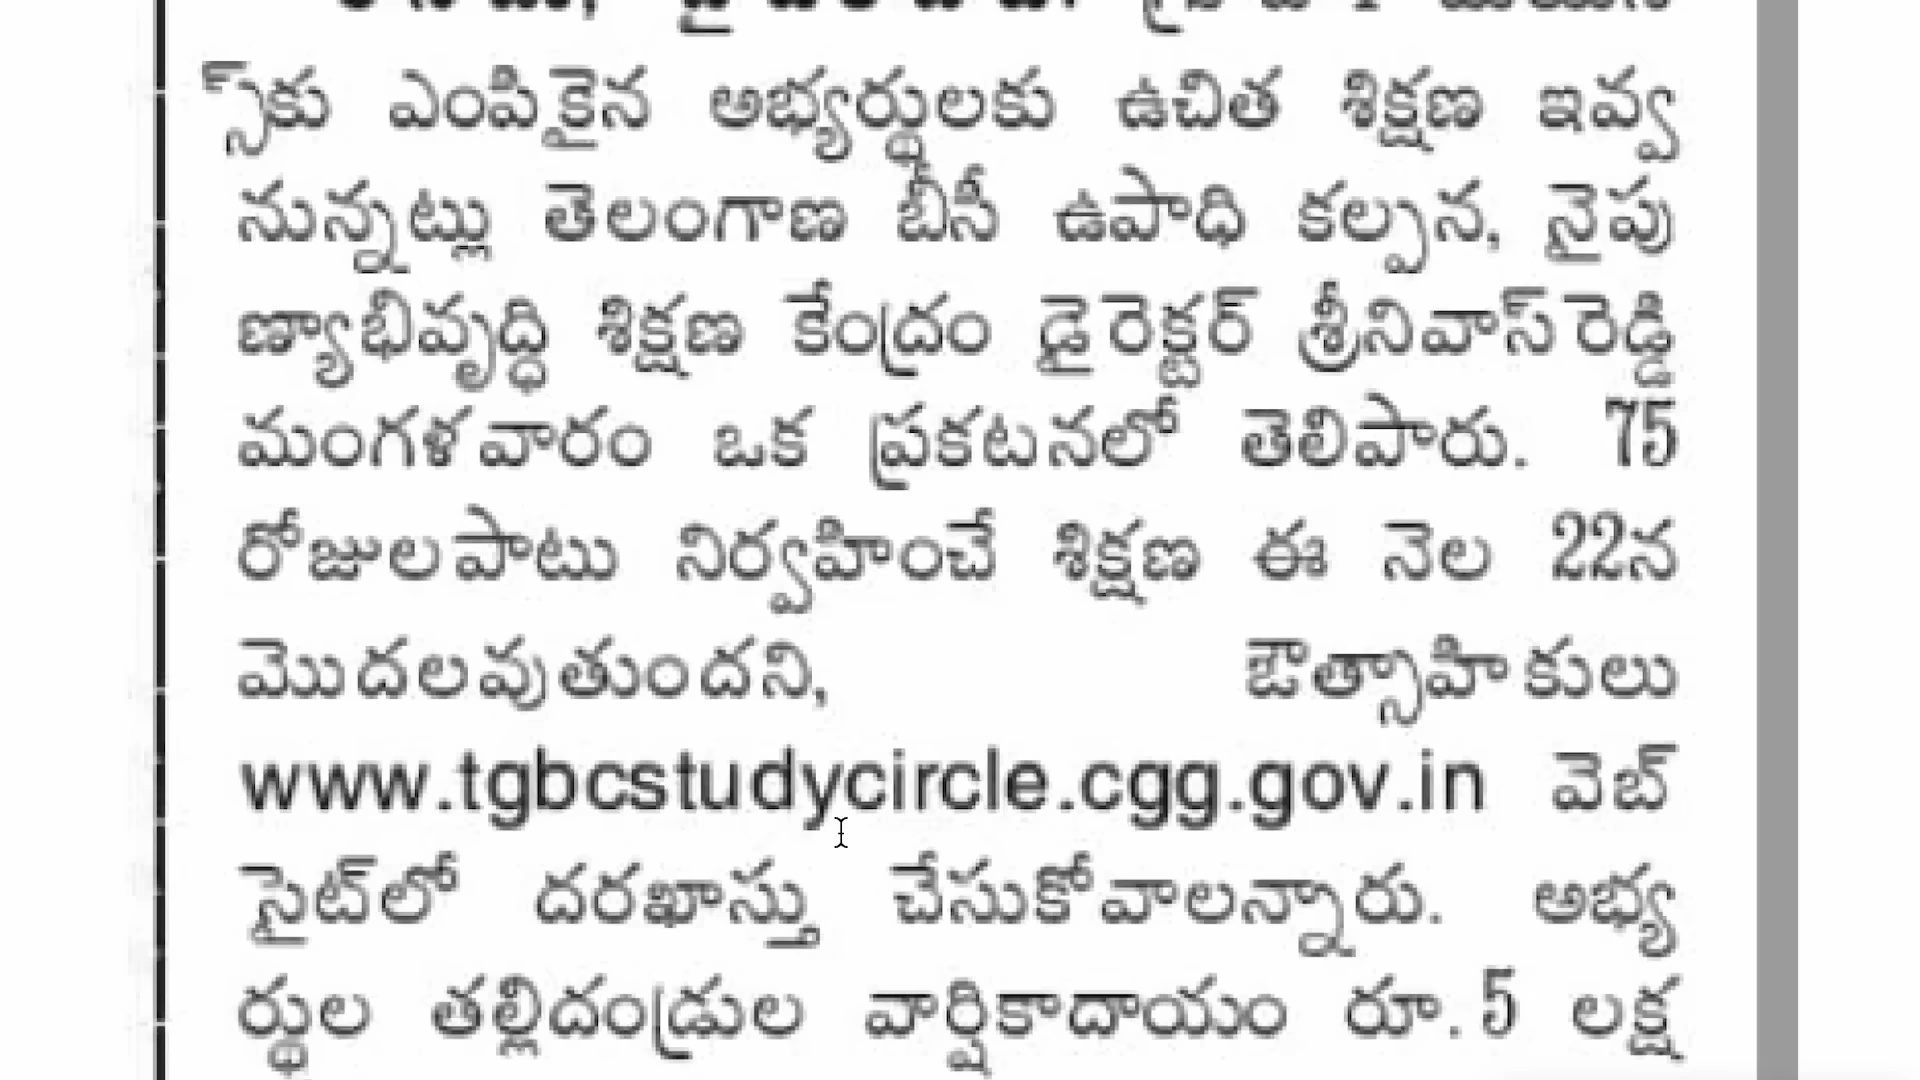 స్‌కు ఎంపికైన అభ్యర్థులకు ఉచిత శిక్షణ ఇవ్వ
నున్నట్లు తెలంగాణ బీసీ ఉపాధి కల్పన, నైపు
ణ్యాభివృద్ధి శిక్షణ కేంద్రం డైరెక్టర్ శ్రీనివాస్‌రెడ్డి
మంగళవారం ఒక ప్రకటనలో తెలిపారు. 75
రోజులపాటు నిర్వహించే శిక్షణ ఈ నెల 22న
మొదలవుతుందని, ఔత్సాహికులు
www.tgbcstudycircle.cgg.gov.in వెబ్
సైట్‌లో దరఖాస్తు చేసుకోవాలన్నారు. అభ్య
ర్థుల తల్లిదండ్రుల వార్షికాదాయం రూ.5 లక్ష